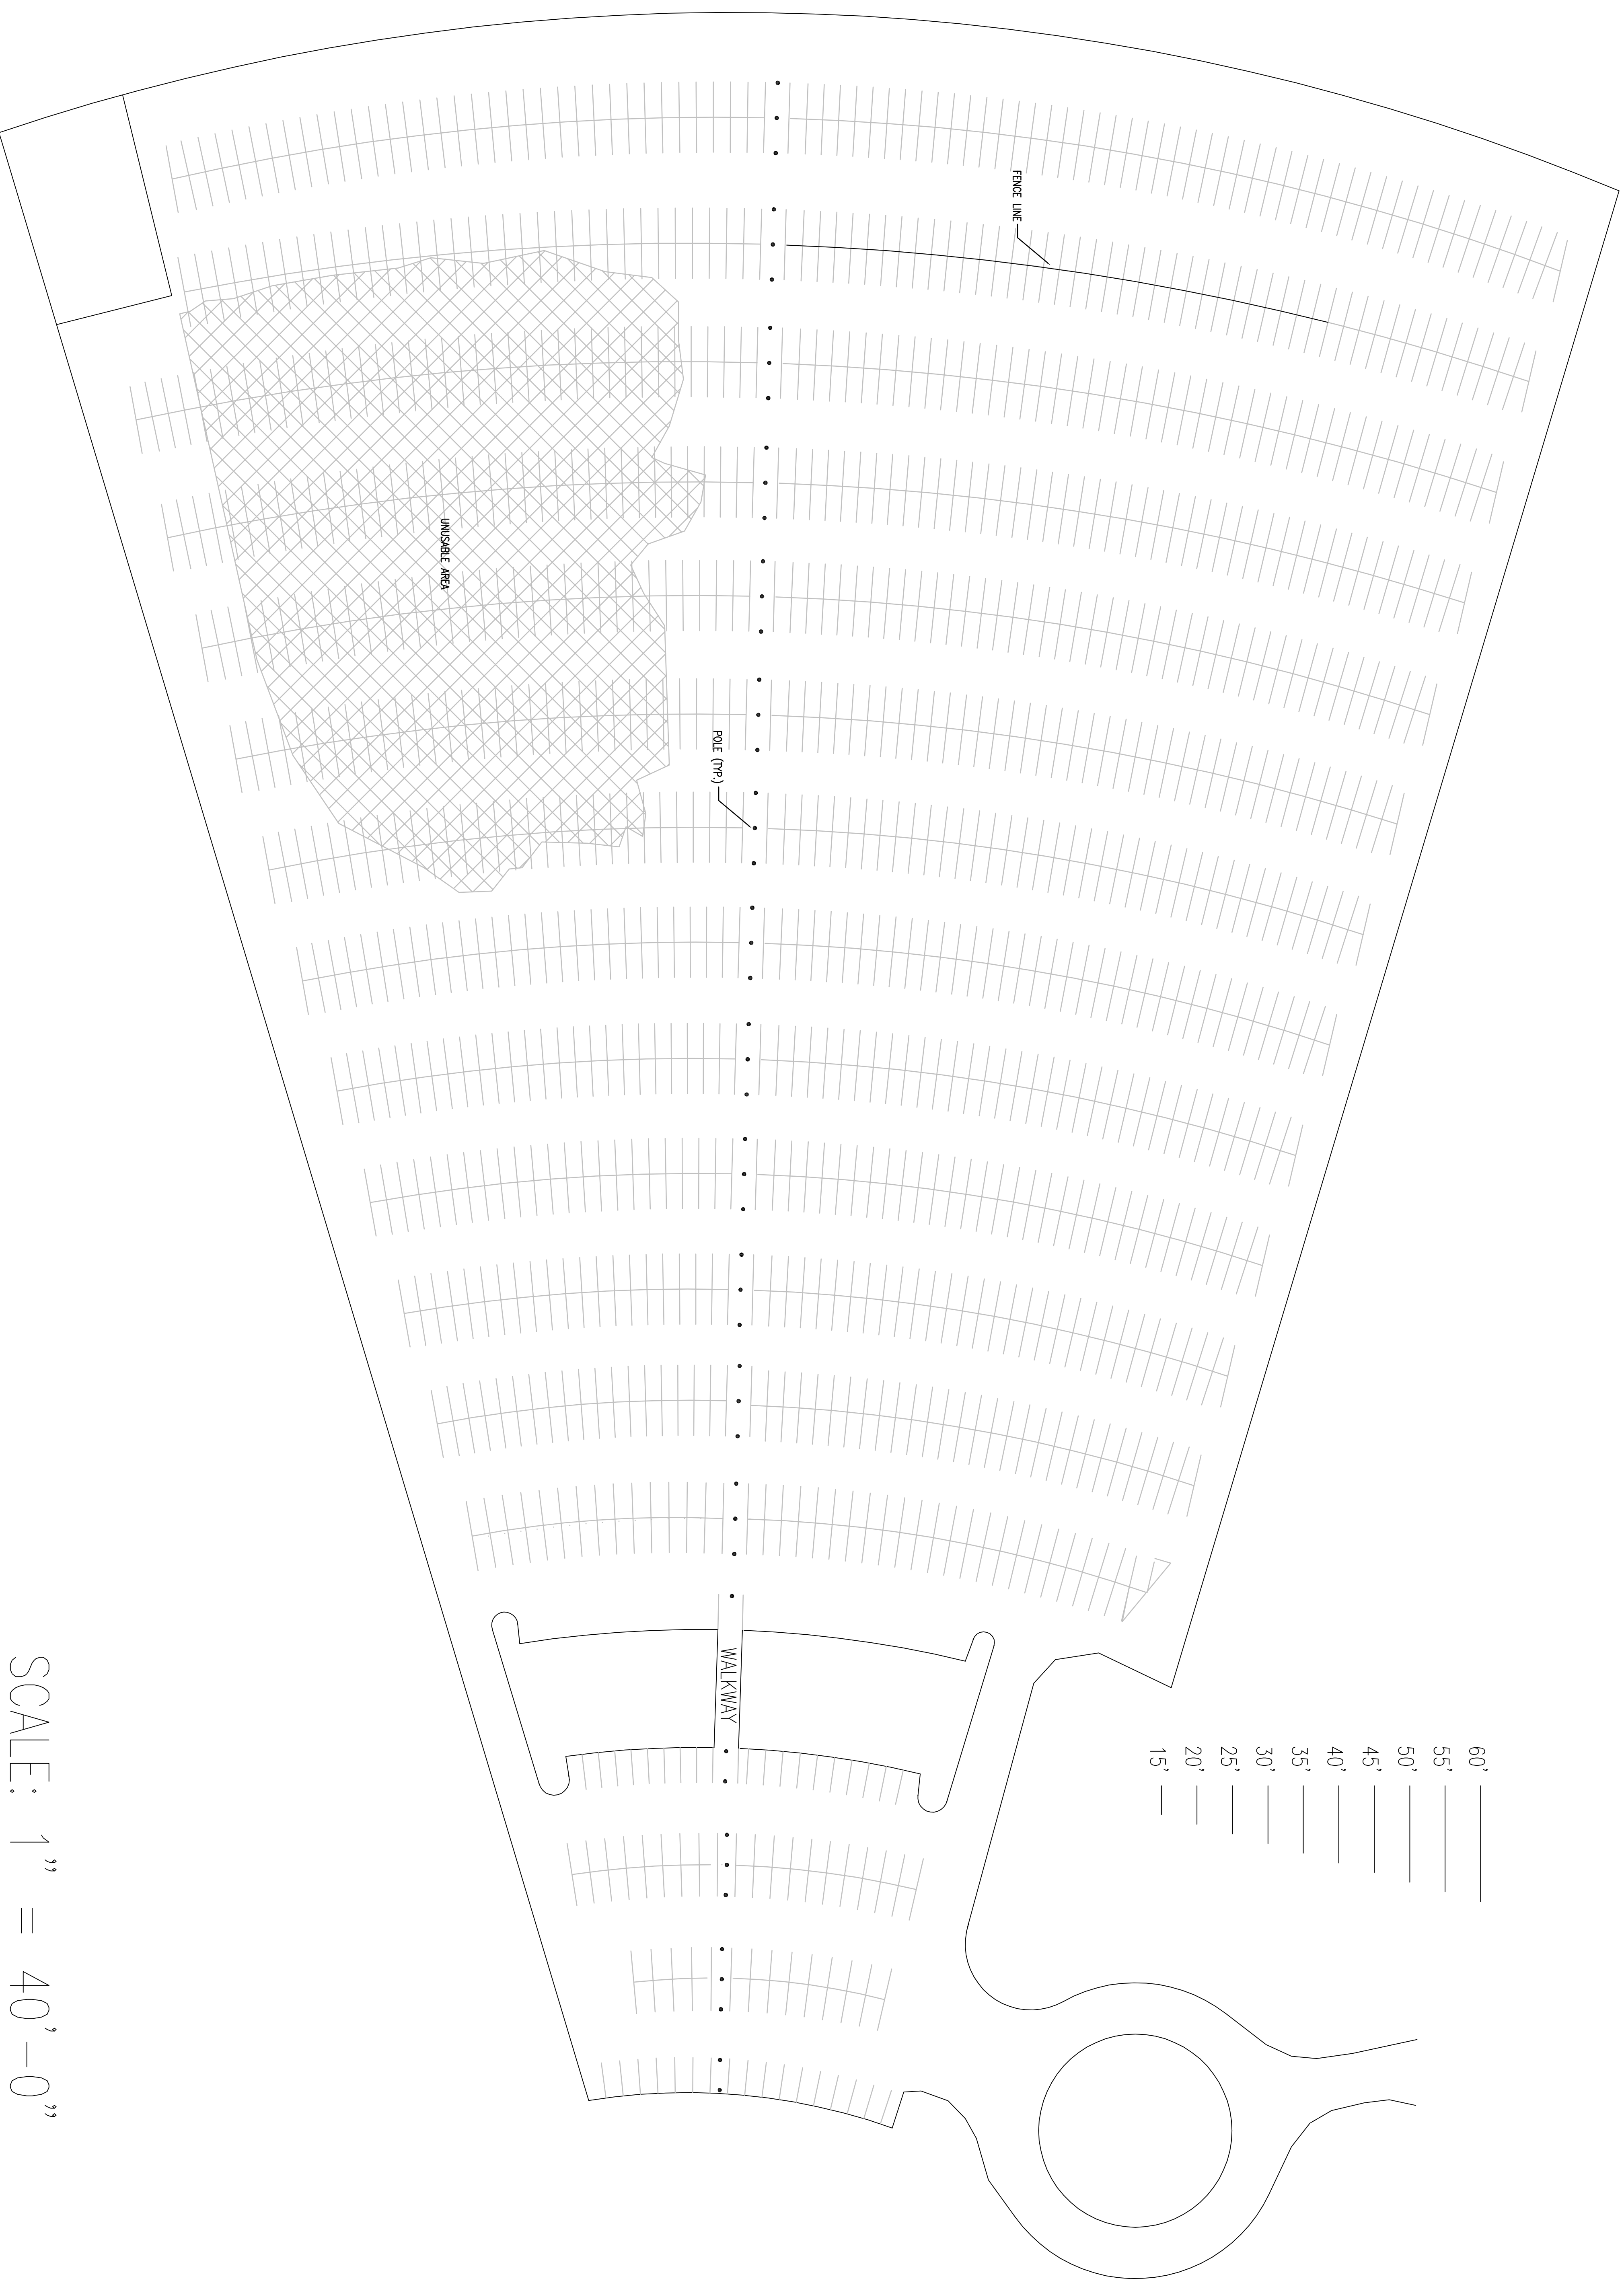 FENCE LINE
UNUSABLE AREA
POLE (TYP.)
WALKWAY
60'
55'
50'
45'
40'
35'
30'
25'
20'
15'
SCALE: 1" = 40'-0"